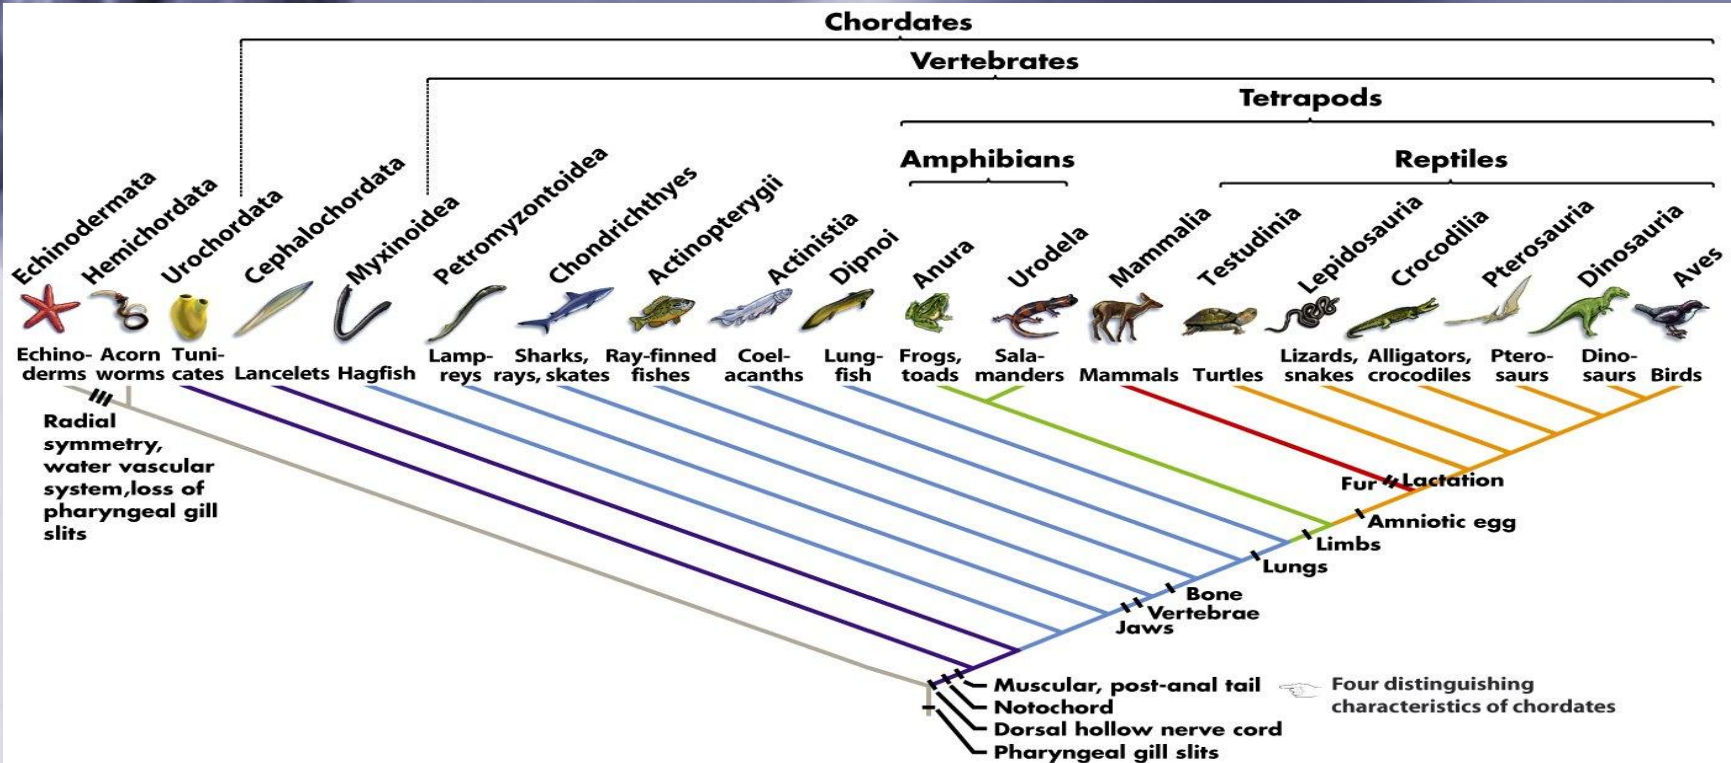 Chordates
Vertebrates
Tetrapods
Amphibians
Reptiles
Echinodermata
Hemichordata
Urochordata
Cephalochordata
Myxinoidea
Petromyzontoidea
Chondrichthyes
Actinopterygii
Actinistia
Dipnoi
Anura
Urodela
Mammalia
Testudinia
Lepidosauria
Crocodilia
Pterosauria
Dinosauria
Aves
Echino-
derms
Acorn
worms
Tuni-
cates
Lancelets
Hagfish
Lamp-
reys
Sharks,
rays, skates
Ray-finned
fishes
Coel-
acanths
Lung-
fish
Frogs,
toads
Sala-
manders
Mammals
Turtles
Lizards,
snakes
Alligators,
crocodiles
Ptero-
saurs
Dino-
saurs
Birds
Radial
symmetry,
water vascular
system,loss of
pharyngeal gill
slits
Fur
Lactation
Amniotic egg
Limbs
Lungs
Bone
Vertebrae
Jaws
Muscular, post-anal tail
Notochord
Dorsal hollow nerve cord
Pharyngeal gill slits
Four distinguishing
characteristics of chordates